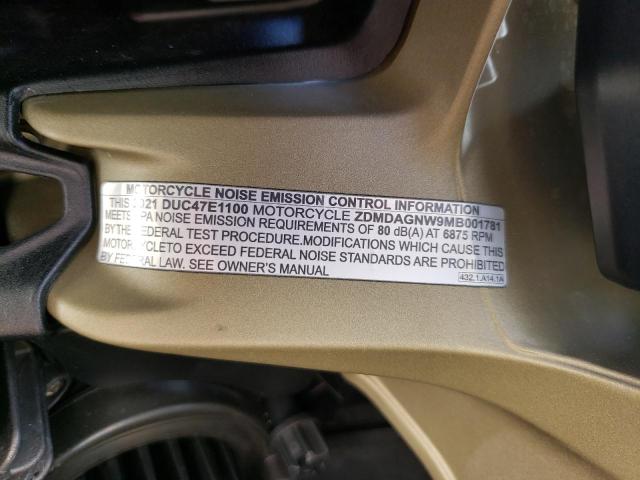 MOTORCYCLE NOISE EMISSION CONTROL INFORMATION
THIS 2021 DUC47E1100 MOTORCYCLE ZDMDAGNW9MB001781
MEETS EPA NOISE EMISSION REQUIREMENTS OF 80 dB(A) AT 6875 RPM
BY THE FEDERAL TEST PROCEDURE.MODIFICATIONS WHICH CAUSE THIS
MOTORCYCLETO EXCEED FEDERAL NOISE STANDARDS ARE PROHIBITED
BY FEDERAL LAW. SEE OWNER'S MANUAL
432.1.A14.1A